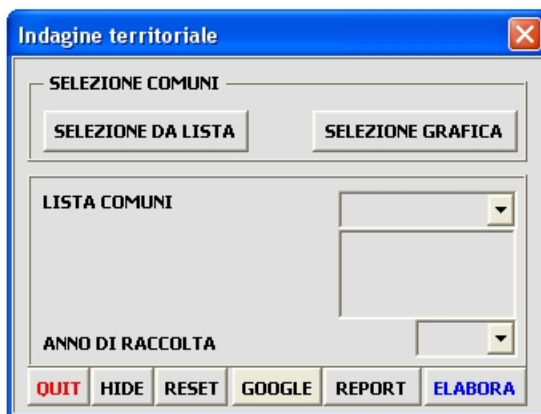 Indagine territoriale
SELEZIONE COMUNI
SELEZIONE DA LISTA SELEZIONE GRAFICA
LISTA COMUNI
ANNO DI RACCOLTA
QUIT HIDE RESET GOOGLE REPORT ELABORA